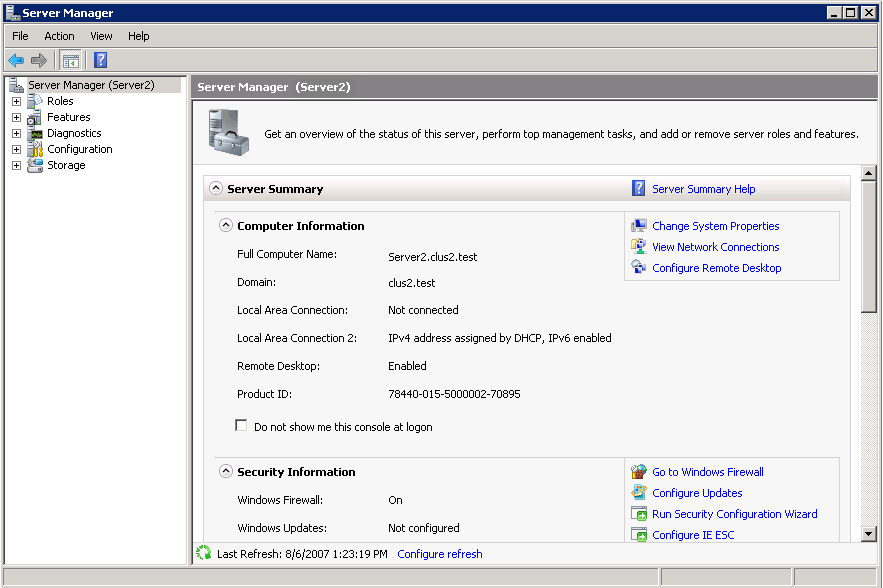 Server Manager
File Action View Help
Server Manager (Server2)
Roles
Features
Diagnostics
Configuration
Storage
Server Manager (Server2)
Get an overview of the status of this server, perform top management tasks, and add or remove server roles and features.
Server Summary
Server Summary Help
Computer Information
Full Computer Name: Server2.clus2.test
Domain: clus2.test
Local Area Connection: Not connected
Local Area Connection 2: IPv4 address assigned by DHCP, IPv6 enabled
Remote Desktop: Enabled
Product ID: 78440-015-5000002-70895
Do not show me this console at logon
Change System Properties
View Network Connections
Configure Remote Desktop
Security Information
Windows Firewall: On
Windows Updates: Not configured
Go to Windows Firewall
Configure Updates
Run Security Configuration Wizard
Configure IE ESC
Last Refresh: 8/6/2007 1:23:19 PM Configure refresh